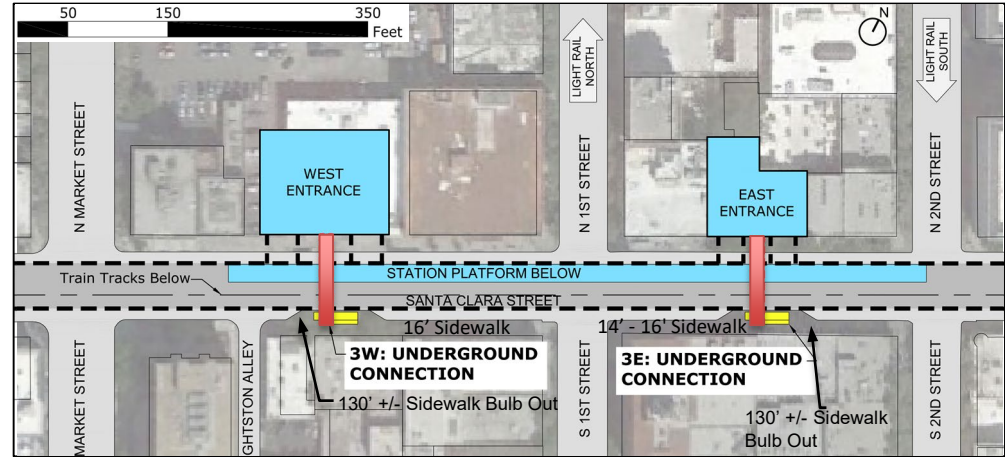 50 150 350
Feet
N
N MARKET STREET
LIGHT RAIL
NORTH
N 1ST STREET
LIGHT RAIL
SOUTH
N 2ND STREET
WEST
ENTRANCE
EAST
ENTRANCE
Train Tracks Below
STATION PLATFORM BELOW
SANTA CLARA STREET
16' Sidewalk
14' - 16' Sidewalk
3W: UNDERGROUND
CONNECTION
3E: UNDERGROUND
CONNECTION
130' +/- Sidewalk Bulb Out
130' +/- Sidewalk
Bulb Out
MARKET STREET
GHTSTON ALLEY
S 1ST STREET
S 2ND STREET